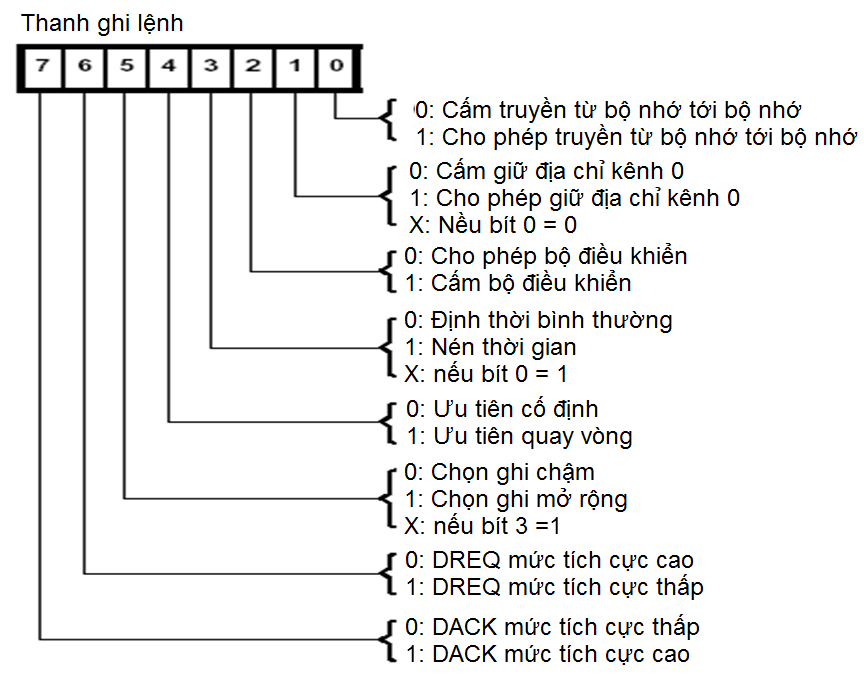 Thanh ghi lệnh
7 6 5 4 3 2 1 0
0: Cấm truyền từ bộ nhớ tới bộ nhớ
1: Cho phép truyền từ bộ nhớ tới bộ nhớ
0: Cấm giữ địa chỉ kênh 0
1: Cho phép giữ địa chỉ kênh 0
X: Nều bít 0 = 0
0: Cho phép bộ điều khiển
1: Cấm bộ điều khiển
0: Định thời bình thường
1: Nén thời gian
X: nếu bít 0 = 1
0: Ưu tiên cố định
1: Ưu tiên quay vòng
0: Chọn ghi chậm
1: Chọn ghi mở rộng
X: nếu bít 3 =1
0: DREQ mức tích cực cao
1: DREQ mức tích cực thấp
0: DACK mức tích cực thấp
1: DACK mức tích cực cao